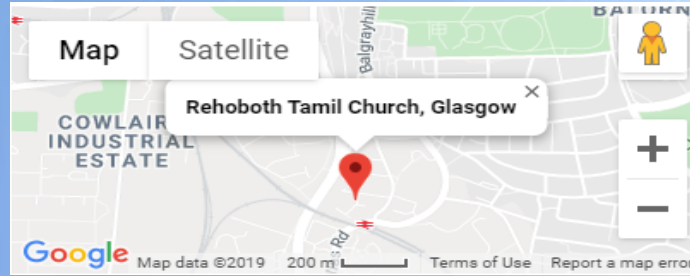 BALORN
Map Satellite
Balgrayhill
Rehoboth Tamil Church, Glasgow
COWLAIR
INDUSTRIAL
ESTATE
Rd
Google Map data ©2019 200 m Terms of Use Report a map error